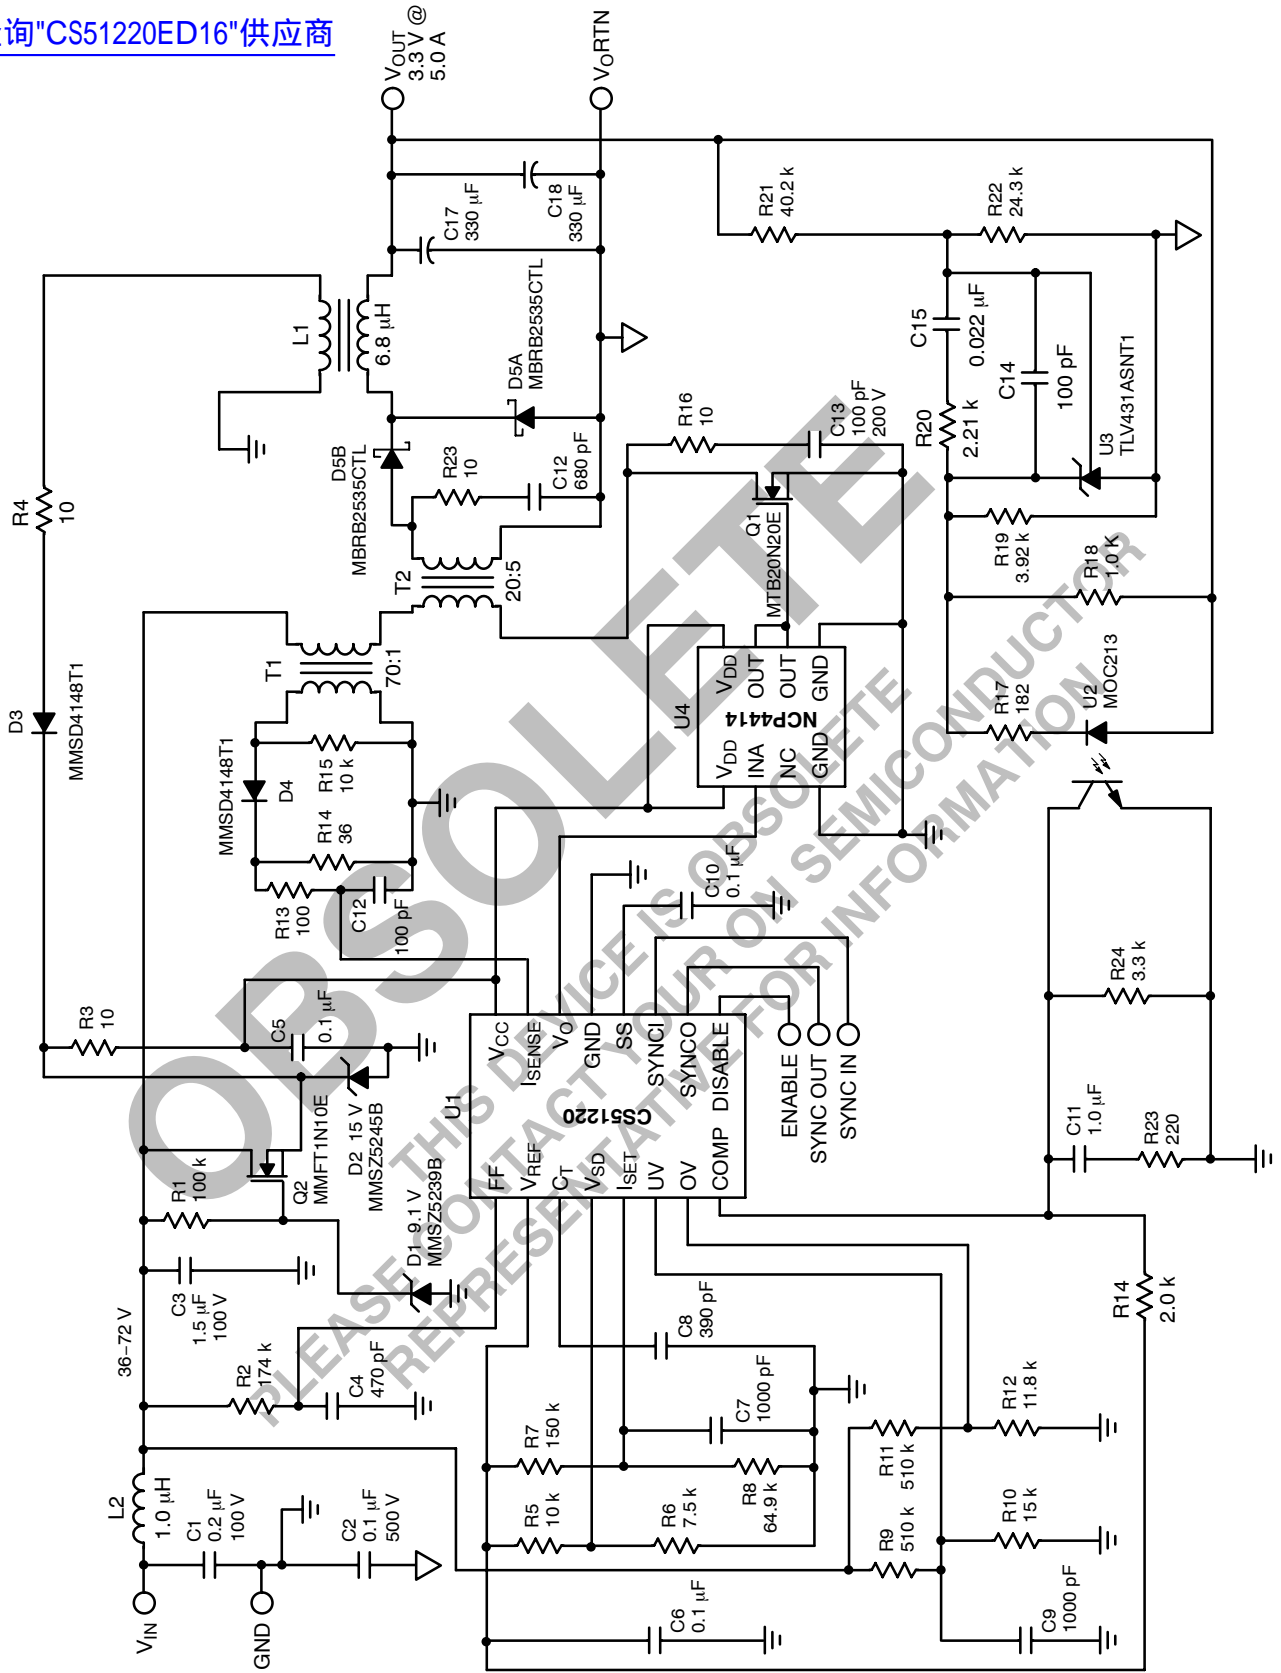 查询"CS51220ED16"供应商
VOUT
3.3 V @
5.0 A
VORTN
R4
10
L1
6.8 µH
C17
330 µF
C18
330 µF
D5A
MBRB2535CTL
D5B
MBRB2535CTL
R23
10
C12
680 pF
T2
20:5
T1
70:1
D3
MMSD4148T1
MMSD4148T1
D4
R15
10 k
R14
36
R13
100
C12
100 pF
R3
10
C5
0.1 µF
D2 15 V
MMSZ5245B
Q2
MMFT1N10E
R1
100 k
D1 9.1 V
MMSZ5239B
C3
1.5 µF
100 V
36–72 V
R2
174 k
C4
470 pF
L2
1.0 µH
C1
0.2 µF
100 V
C2
0.1 µF
500 V
VIN
GND
R21
40.2 k
R22
24.3 k
C15
0.022 µF
C14
100 pF
R20
2.21 k
U3
TLV431ASNT1
R19
3.92 k
R18
1.0 K
R17
182
U2
MOC213
R16
10
C13
100 pF
200 V
Q1
MTB20N20E
U4
NCP4414
VDD
INA
NC
GND
VDD
OUT
OUT
GND
C10
0.1 µF
U1
CS51220
VCC
ISENSE
VO
GND
SS
SYNCI
SYNCO
DISABLE
FF
VREF
CT
VSD
ISET
UV
OV
COMP
ENABLE
SYNC OUT
SYNC IN
R24
3.3 k
C11
1.0 µF
R23
220
R14
2.0 k
C8
390 pF
C7
1000 pF
R7
150 k
R8
64.9 k
R5
10 k
R6
7.5 k
R11
510 k
R12
11.8 k
R9
510 k
R10
15 k
C6
0.1 µF
C9
1000 pF
OBSOLETE
THIS DEVICE IS OBSOLETE
PLEASE CONTACT YOUR ON SEMICONDUCTOR
REPRESENTATIVE FOR INFORMATION